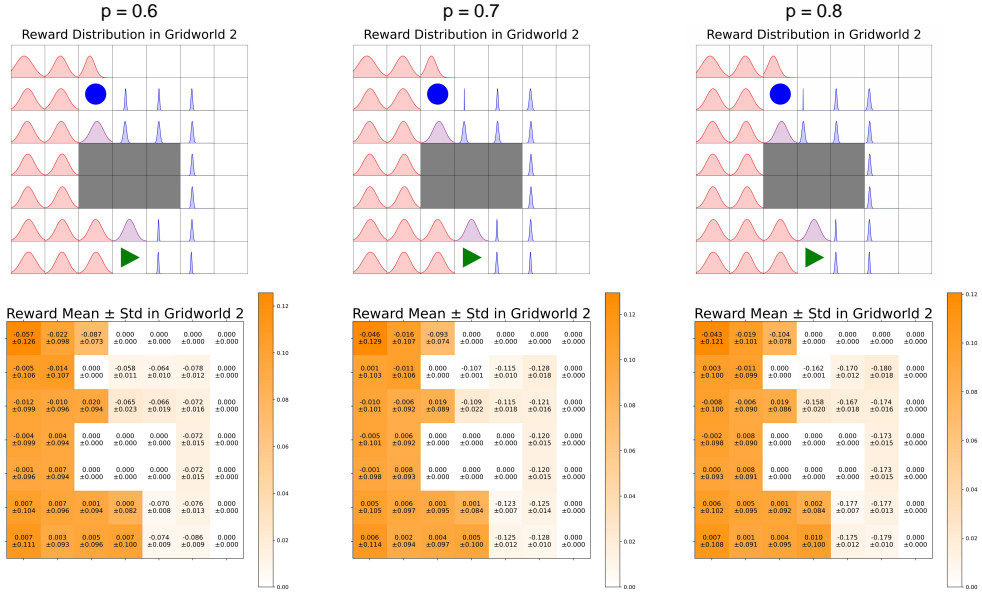 p = 0.6
p = 0.7
p = 0.8
Reward Distribution in Gridworld 2
Reward Distribution in Gridworld 2
Reward Distribution in Gridworld 2
Reward Mean ± Std in Gridworld 2
-0.057 -0.022 -0.087 0.000 0.000 0.000 0.000
±0.126 ±0.098 ±0.073 ±0.000 ±0.000 ±0.000 ±0.000
-0.005 -0.014 0.000 -0.058 -0.064 -0.078 0.000
±0.106 ±0.107 ±0.000 ±0.011 ±0.010 ±0.012 ±0.000
-0.012 -0.010 0.020 -0.065 -0.066 -0.072 0.000
±0.099 ±0.096 ±0.094 ±0.023 ±0.019 ±0.016 ±0.000
-0.004 0.004 0.000 0.000 0.000 -0.072 0.000
±0.099 ±0.094 ±0.000 ±0.000 ±0.000 ±0.015 ±0.000
-0.001 0.007 0.000 0.000 0.000 -0.072 0.000
±0.096 ±0.094 ±0.000 ±0.000 ±0.000 ±0.015 ±0.000
0.007 0.007 0.001 0.000 -0.070 -0.076 0.000
±0.104 ±0.096 ±0.094 ±0.082 ±0.008 ±0.013 ±0.000
0.007 0.003 0.005 0.007 -0.074 -0.086 0.000
±0.111 ±0.093 ±0.096 ±0.100 ±0.009 ±0.009 ±0.000
0.12
0.10
0.08
0.06
0.04
0.02
0.00
Reward Mean ± Std in Gridworld 2
-0.046 -0.016 -0.093 0.000 0.000 0.000 0.000
±0.129 ±0.107 ±0.074 ±0.000 ±0.000 ±0.000 ±0.000
0.001 -0.011 0.000 -0.107 -0.115 -0.128 0.000
±0.103 ±0.106 ±0.000 ±0.001 ±0.010 ±0.018 ±0.000
-0.010 -0.006 0.019 -0.109 -0.115 -0.121 0.000
±0.101 ±0.092 ±0.089 ±0.022 ±0.018 ±0.016 ±0.000
-0.005 0.006 0.000 0.000 0.000 -0.120 0.000
±0.101 ±0.092 ±0.000 ±0.000 ±0.000 ±0.015 ±0.000
-0.001 0.008 0.000 0.000 0.000 -0.120 0.000
±0.098 ±0.093 ±0.000 ±0.000 ±0.000 ±0.015 ±0.000
0.005 0.006 0.001 0.001 -0.123 -0.125 0.000
±0.105 ±0.097 ±0.095 ±0.084 ±0.007 ±0.014 ±0.000
0.006 0.002 0.004 0.005 -0.125 -0.128 0.000
±0.114 ±0.094 ±0.097 ±0.100 ±0.012 ±0.010 ±0.000
0.12
0.10
0.08
0.06
0.04
0.02
0.00
Reward Mean ± Std in Gridworld 2
-0.043 -0.019 -0.104 0.000 0.000 0.000 0.000
±0.121 ±0.101 ±0.078 ±0.000 ±0.000 ±0.000 ±0.000
0.003 -0.011 0.000 -0.162 -0.170 -0.180 0.000
±0.100 ±0.099 ±0.000 ±0.001 ±0.012 ±0.018 ±0.000
-0.008 -0.006 0.019 -0.158 -0.167 -0.174 0.000
±0.100 ±0.090 ±0.086 ±0.020 ±0.018 ±0.016 ±0.000
-0.002 0.008 0.000 0.000 0.000 -0.173 0.000
±0.098 ±0.090 ±0.000 ±0.000 ±0.000 ±0.015 ±0.000
0.000 0.008 0.000 0.000 0.000 -0.173 0.000
±0.093 ±0.091 ±0.000 ±0.000 ±0.000 ±0.015 ±0.000
0.006 0.005 0.001 0.002 -0.177 -0.177 0.000
±0.102 ±0.095 ±0.092 ±0.084 ±0.007 ±0.013 ±0.000
0.007 0.001 0.004 0.010 -0.175 -0.179 0.000
±0.108 ±0.091 ±0.095 ±0.100 ±0.012 ±0.010 ±0.000
0.12
0.10
0.08
0.06
0.04
0.02
0.00